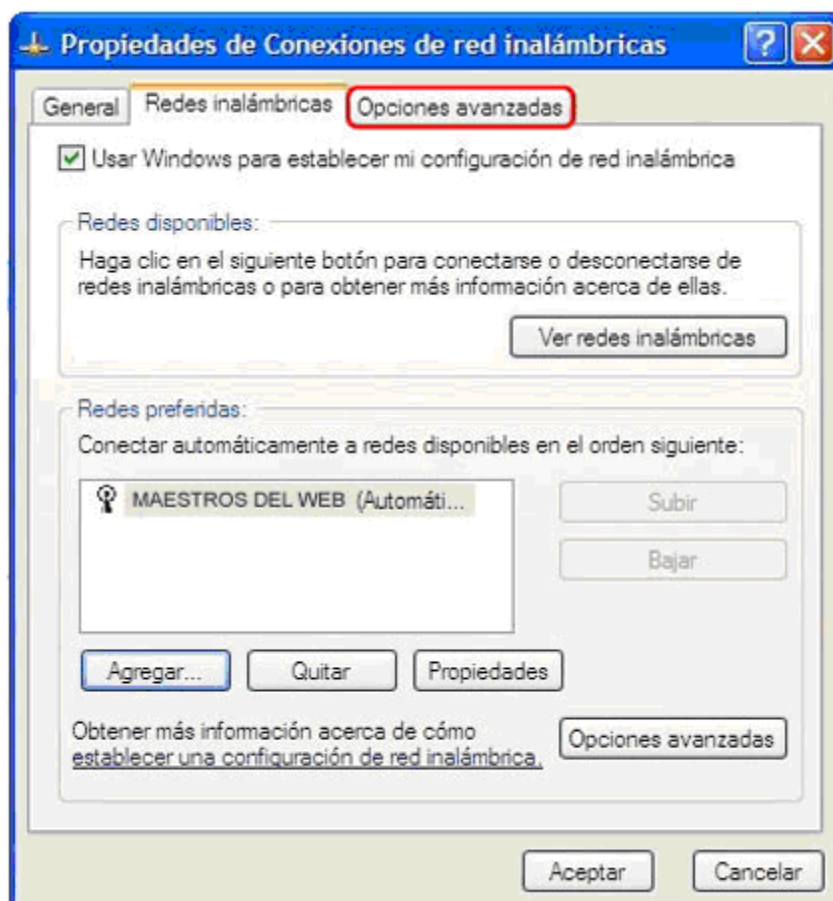 Propiedades de Conexiones de red inalámbricas
General
Redes inalámbricas
Opciones avanzadas
Usar Windows para establecer mi configuración de red inalámbrica
Redes disponibles:
Haga clic en el siguiente botón para conectarse o desconectarse de
redes inalámbricas o para obtener más información acerca de ellas.
Ver redes inalámbricas
Redes preferidas:
Conectar automáticamente a redes disponibles en el orden siguiente:
MAESTROS DEL WEB (Automáti...
Subir
Bajar
Agregar...
Quitar
Propiedades
Obtener más información acerca de cómo
establecer una configuración de red inalámbrica.
Opciones avanzadas
Aceptar
Cancelar